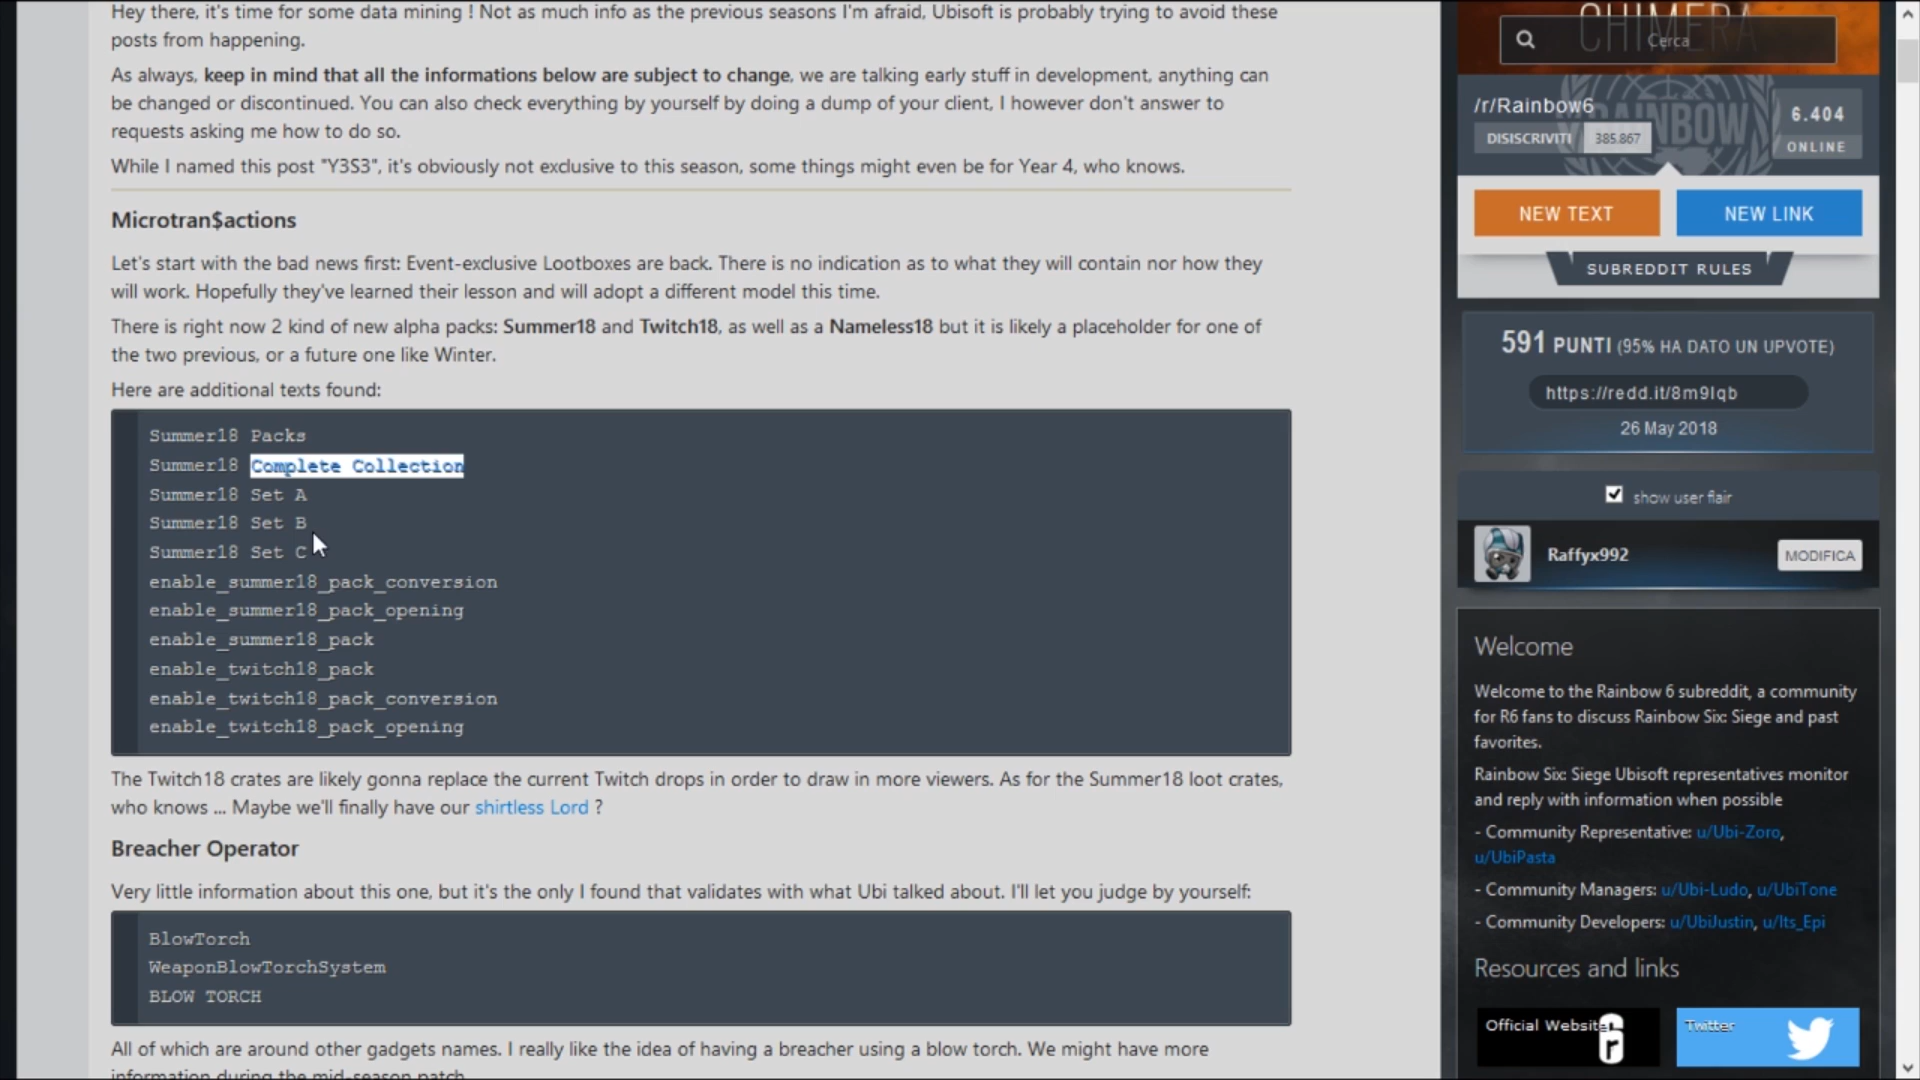 Hey there, it's time for some data mining ! Not as much info as the previous seasons I'm afraid, Ubisoft is probably trying to avoid these
posts from happening.
As always, keep in mind that all the informations below are subject to change, we are talking early stuff in development, anything can
be changed or discontinued. You can also check everything by yourself by doing a dump of your client, I however don't answer to
requests asking me how to do so.
While I named this post "Y3S3", it's obviously not exclusive to this season, some things might even be for Year 4, who knows.
Microtran$actions
Let's start with the bad news first: Event-exclusive Lootboxes are back. There is no indication as to what they will contain nor how they
will work. Hopefully they've learned their lesson and will adopt a different model this time.
There is right now 2 kind of new alpha packs: Summer18 and Twitch18, as well as a Nameless18 but it is likely a placeholder for one of
the two previous, or a future one like Winter.
Here are additional texts found:
Summer18 Packs
Summer18 Complete Collection
Summer18 Set A
Summer18 Set B
Summer18 Set C
enable_summer18_pack_conversion
enable_summer18_pack_opening
enable_summer18_pack
enable_twitch18_pack
enable_twitch18_pack_conversion
enable_twitch18_pack_opening
The Twitch18 crates are likely gonna replace the current Twitch drops in order to draw in more viewers. As for the Summer18 loot crates,
who knows ... Maybe we'll finally have our shirtless Lord ?
Breacher Operator
Very little information about this one, but it's the only I found that validates with what Ubi talked about. I'll let you judge by yourself:
BlowTorch
WeaponBlowTorchSystem
BLOW TORCH
All of which are around other gadgets names. I really like the idea of having a breacher using a blow torch. We might have more
information during the mid-season patch
CHIMERA
Cerca
/r/Rainbow6
RAINBOW
6.404
DISISCRIVITI 385.867
ONLINE
NEW TEXT
NEW LINK
SUBREDDIT RULES
591 PUNTI (95% HA DATO UN UPVOTE)
https://redd.it/8m9lqb
26 May 2018
show user flair
Raffyx992
MODIFICA
Welcome
Welcome to the Rainbow 6 subreddit, a community
for R6 fans to discuss Rainbow Six: Siege and past
favorites.
Rainbow Six: Siege Ubisoft representatives monitor
and reply with information when possible
- Community Representative: u/Ubi-Zoro,
u/UbiPasta
- Community Managers: u/Ubi-Ludo, u/UbiTone
- Community Developers: u/UbiJustin, u/Its_Epi
Resources and links
Official Website
Twitter